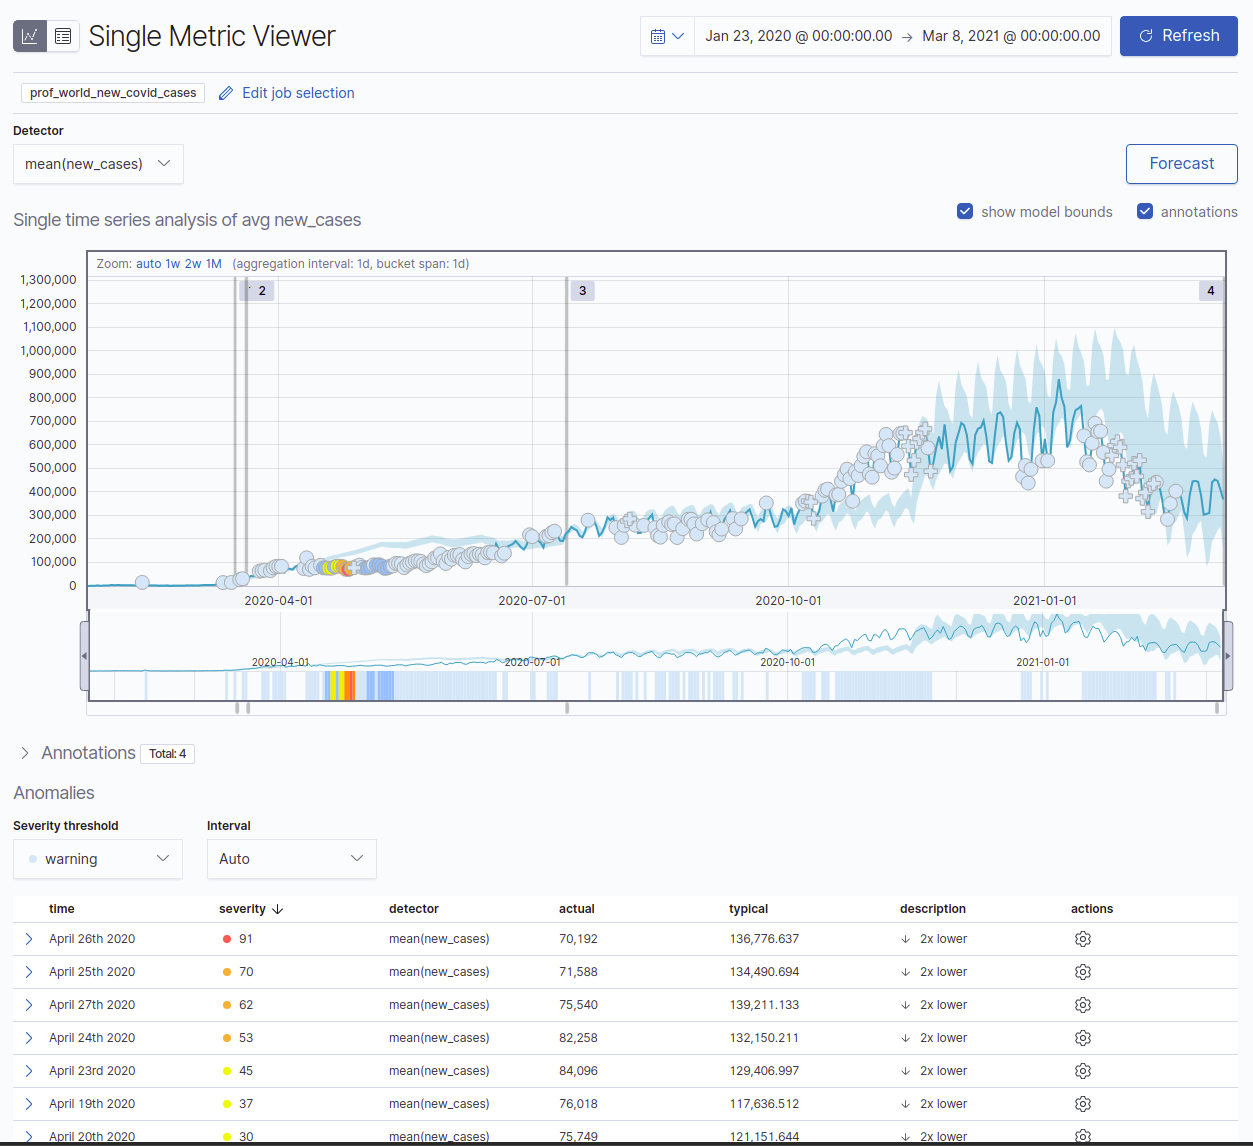 Single Metric Viewer
Jan 23, 2020 @ 00:00:00.00 → Mar 8, 2021 @ 00:00:00.00
Refresh
prof_world_new_covid_cases
Edit job selection
Detector
mean(new_cases)
Forecast
Single time series analysis of avg new_cases
show model bounds
annotations
Zoom: auto 1w 2w 1M (aggregation interval: 1d, bucket span: 1d)
1,300,000
1,200,000
1,100,000
1,000,000
900,000
800,000
700,000
600,000
500,000
400,000
300,000
200,000
100,000
0
2 3 4
2020-04-01 2020-07-01 2020-10-01 2021-01-01
2020-04-01 2020-07-01 2020-10-01 2021-01-01
Annotations Total: 4
Anomalies
Severity threshold
warning
Interval
Auto
time severity ↓ detector actual typical description actions
April 26th 2020 91 mean(new_cases) 70,192 136,776.637 ↓ 2x lower
April 25th 2020 70 mean(new_cases) 71,588 134,490.694 ↓ 2x lower
April 27th 2020 62 mean(new_cases) 75,540 139,211.133 ↓ 2x lower
April 24th 2020 53 mean(new_cases) 82,258 132,150.211 ↓ 2x lower
April 23rd 2020 45 mean(new_cases) 84,096 129,406.997 ↓ 2x lower
April 19th 2020 37 mean(new_cases) 76,018 117,636.512 ↓ 2x lower
April 20th 2020 30 mean(new_cases) 75,749 121,151.644 ↓ 2x lower